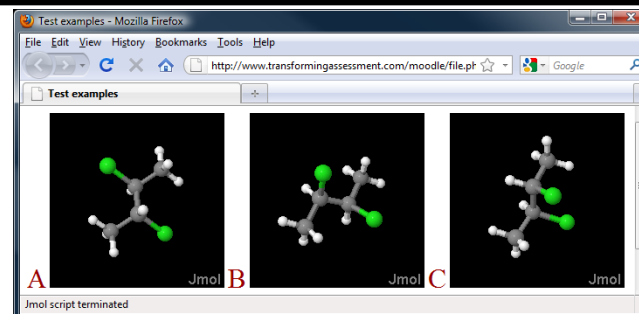 Test examples - Mozilla Firefox
File Edit View History Bookmarks Tools Help
http://www.transformingassessment.com/moodle/file.ph
Google
Test examples
A Jmol B Jmol C Jmol
Jmol script terminated